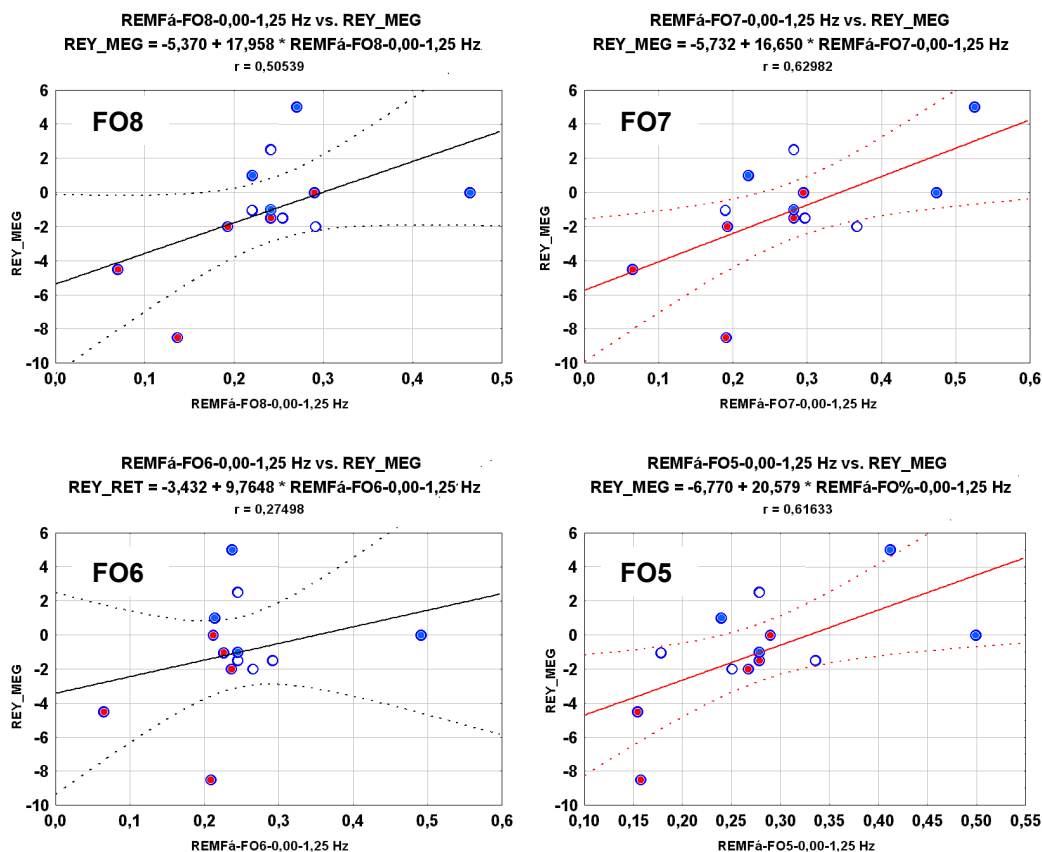 REMFá-FO8-0,00-1,25 Hz vs. REY_MEG
REY_MEG = -5,370 + 17,958 * REMFá-FO8-0,00-1,25 Hz
r = 0,50539
FO8
6
4
2
0
-2
-4
-6
-8
-10
REY_MEG
0,0 0,1 0,2 0,3 0,4 0,5
REMFá-FO8-0,00-1,25 Hz
REMFá-FO7-0,00-1,25 Hz vs. REY_MEG
REY_MEG = -5,732 + 16,650 * REMFá-FO7-0,00-1,25 Hz
r = 0,62982
FO7
6
4
2
0
-2
-4
-6
-8
-10
REY_MEG
0,0 0,1 0,2 0,3 0,4 0,5 0,6
REMFá-FO7-0,00-1,25 Hz
REMFá-FO6-0,00-1,25 Hz vs. REY_MEG
REY_RET = -3,432 + 9,7648 * REMFá-FO6-0,00-1,25 Hz
r = 0,27498
FO6
6
4
2
0
-2
-4
-6
-8
-10
REY_MEG
0,0 0,1 0,2 0,3 0,4 0,5 0,6
REMFá-FO6-0,00-1,25 Hz
REMFá-FO5-0,00-1,25 Hz vs. REY_MEG
REY_MEG = -6,770 + 20,579 * REMFá-FO%-0,00-1,25 Hz
r = 0,61633
FO5
6
4
2
0
-2
-4
-6
-8
-10
REY_MEG
0,10 0,15 0,20 0,25 0,30 0,35 0,40 0,45 0,50 0,55
REMFá-FO5-0,00-1,25 Hz